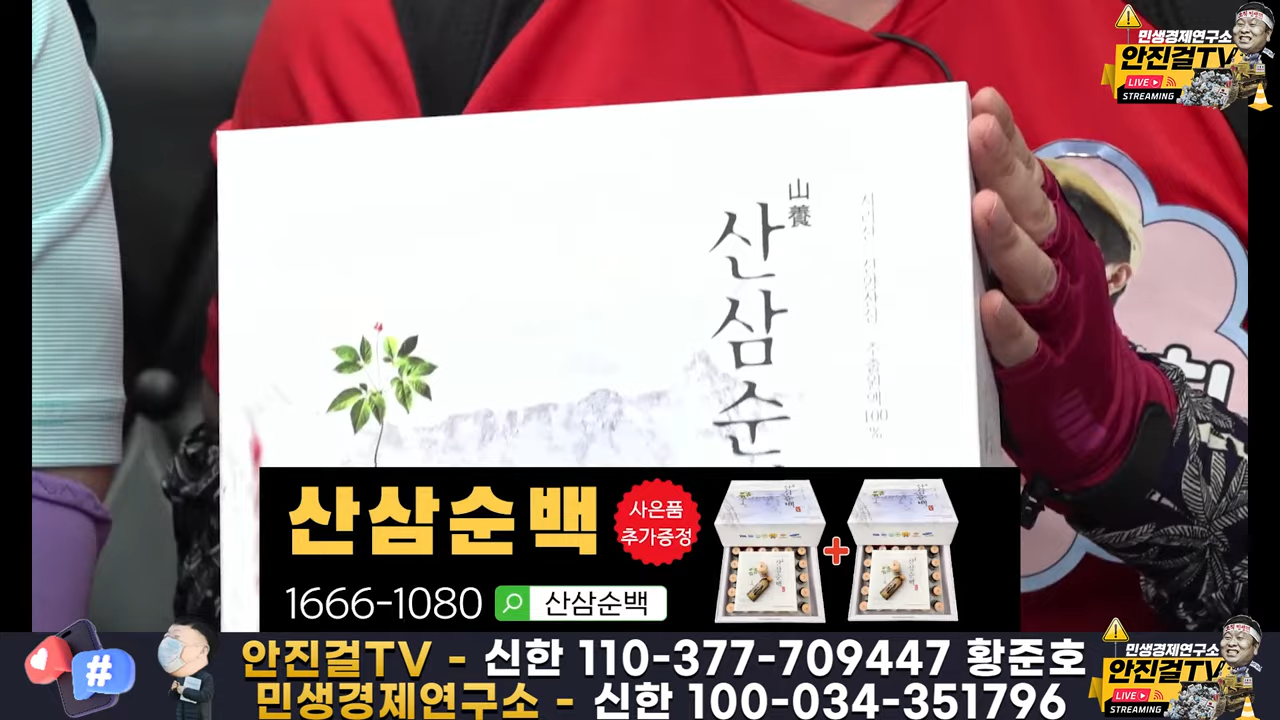 민생경제연구소
안진걸TV
LIVE
STREAMING
山養
산삼순
100
%
산삼순백
사은품
추가증정
1666-1080
산삼순백
안진걸TV - 신한 110-377-709447 황준호
민생경제연구소 - 신한 100-034-351796
#
민생경제연구소
안진걸TV
LIVE
STREAMING